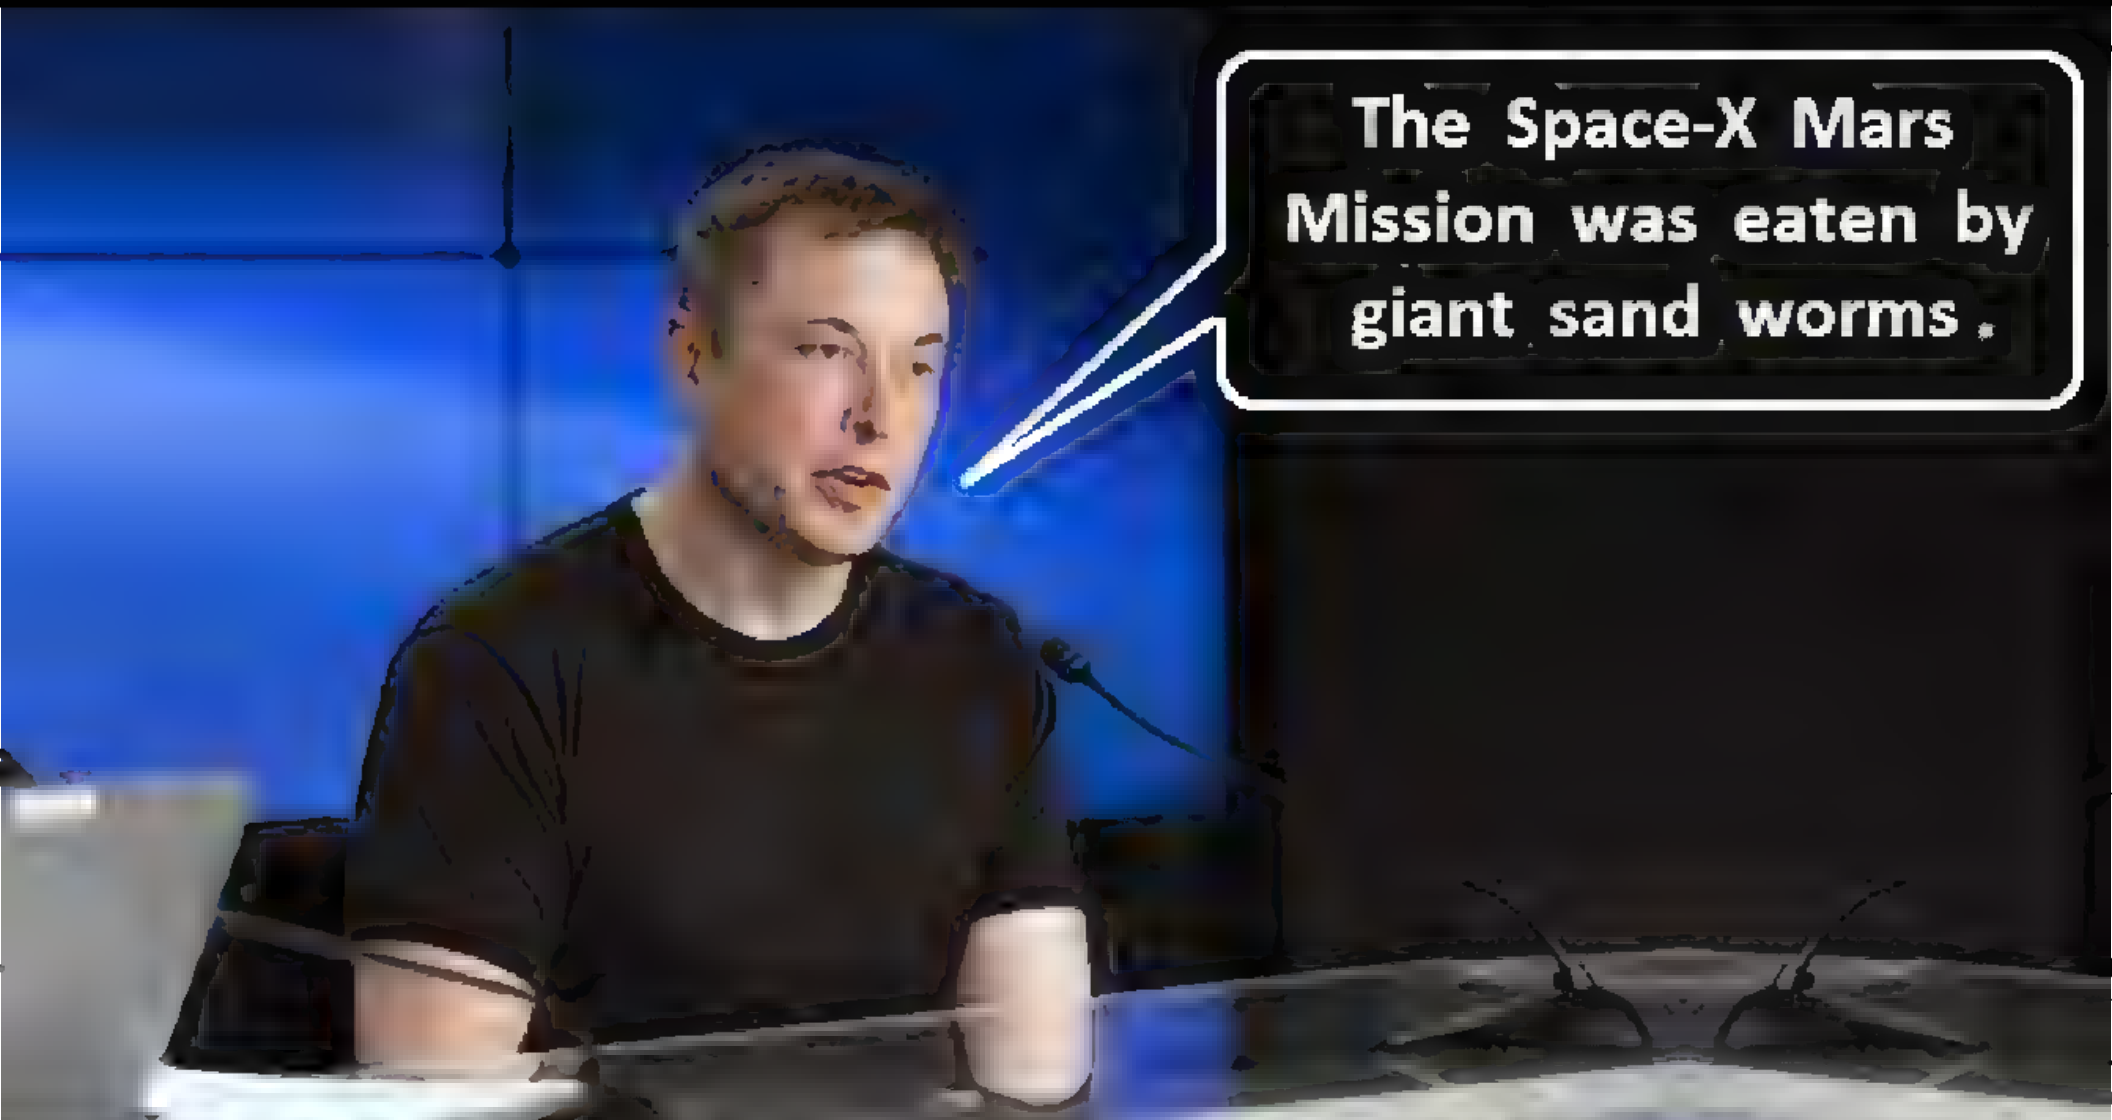 The Space-X Mars
Mission was eaten by
giant sand worms.